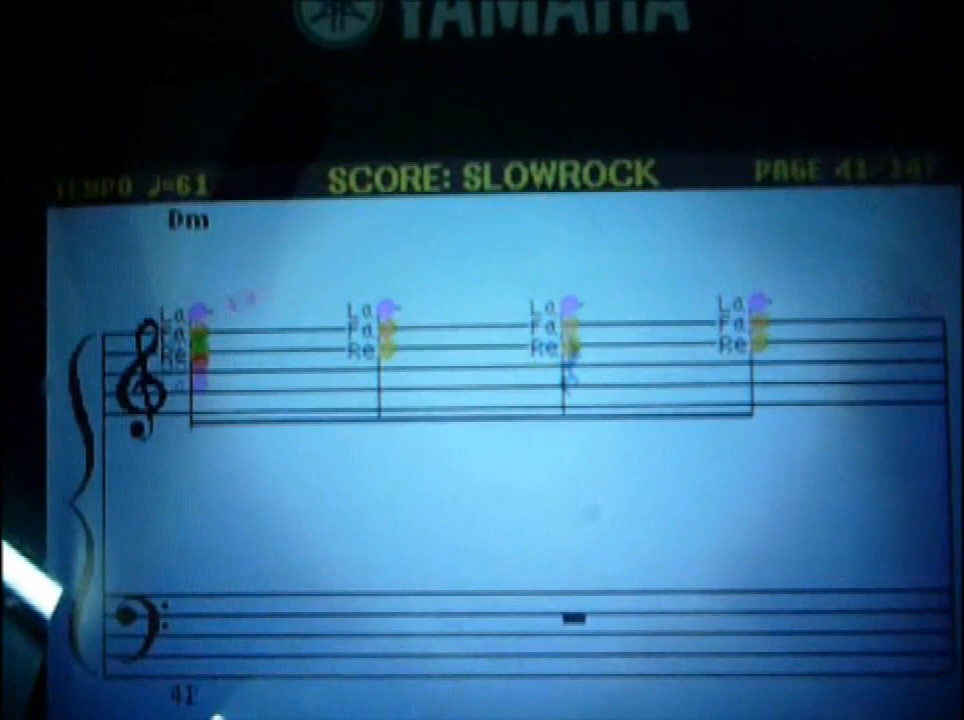 YAMAHA
TEMPO ♩=61 SCORE: SLOWROCK PAGE 41/147
Dm
La La La La
Fa Fa Fa Fa
Re Re Re Re
41